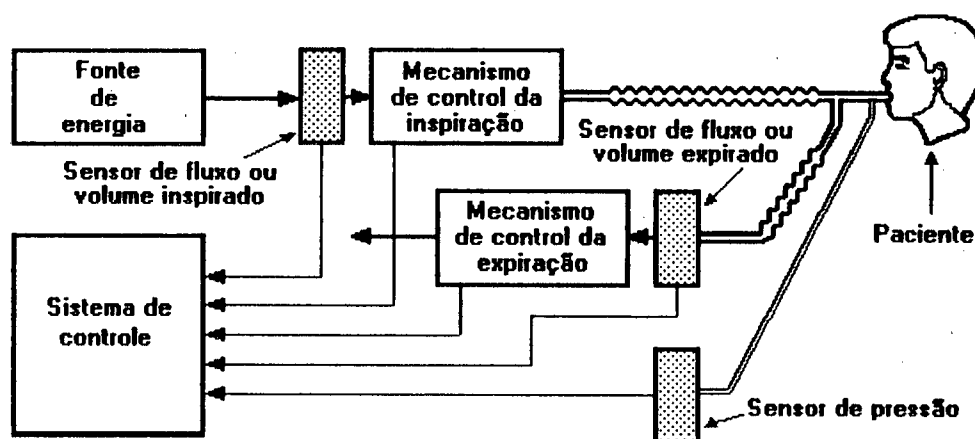 Fonte
de
energia
Mecanismo
de control da
inspiração
Sensor de fluxo ou
volume inspirado
Sensor de fluxo ou
volume expirado
Mecanismo
de control da
expiração
Paciente
Sistema de
controle
Sensor de pressão